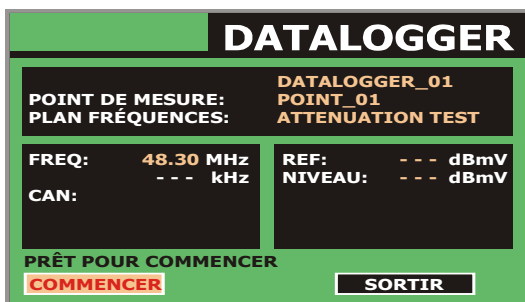 DATALOGGER
DATALOGGER_01
POINT DE MESURE: POINT_01
PLAN FRÉQUENCES: ATTENUATION TEST
FREQ: 48.30 MHz
- - - kHz
CAN:
REF: - - - dBmV
NIVEAU: - - - dBmV
PRÊT POUR COMMENCER
COMMENCER
SORTIR